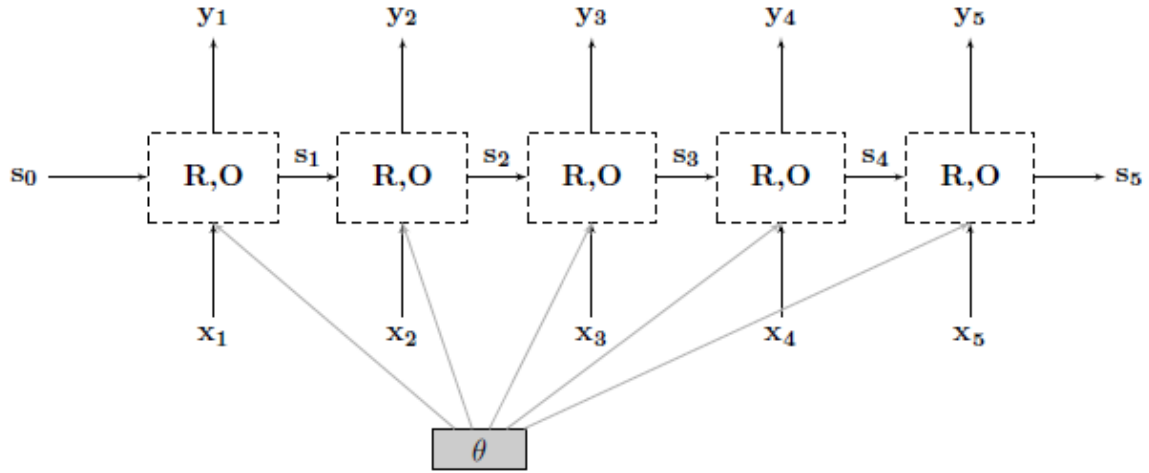 y₁ y₂ y₃ y₄ y₅
s₀ R,O s₁ R,O s₂ R,O s₃ R,O s₄ R,O s₅
x₁ x₂ x₃ x₄ x₅
θ